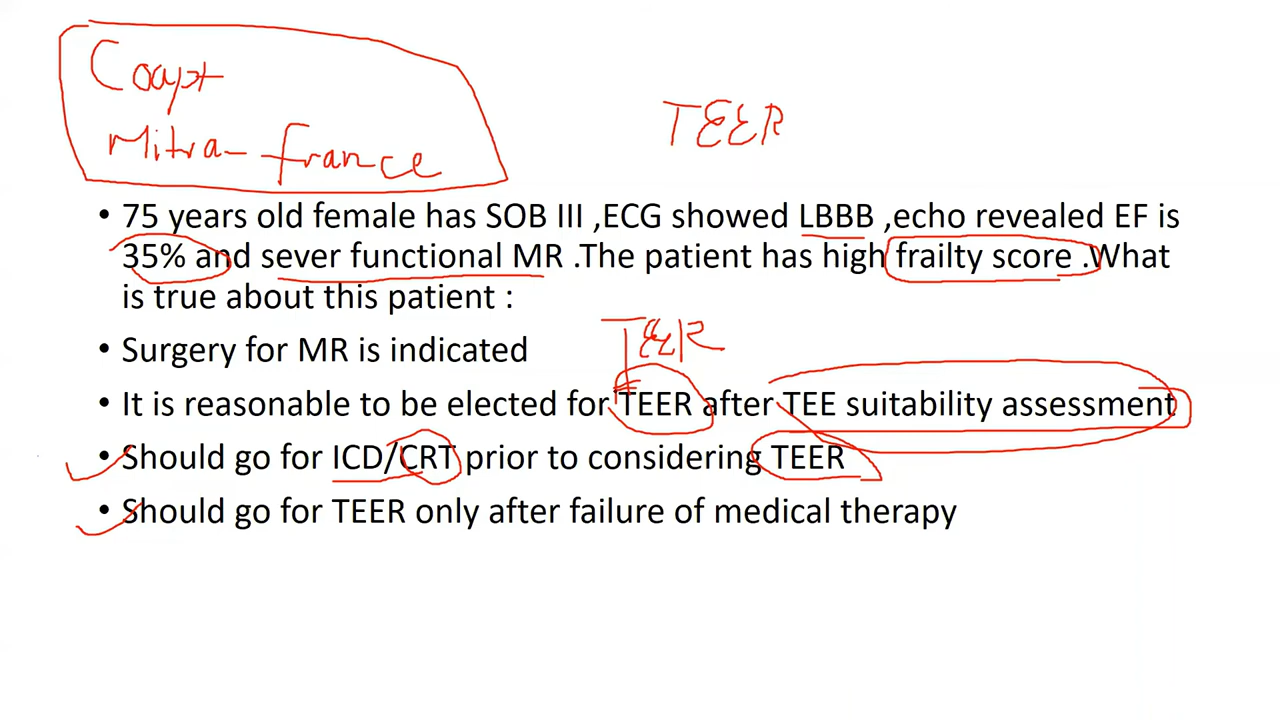 Coapt
Mitra-france
TEER
• 75 years old female has SOB III ,ECG showed LBBB ,echo revealed EF is
35% and sever functional MR .The patient has high frailty score .What
is true about this patient :
TEER
• Surgery for MR is indicated
• It is reasonable to be elected for TEER after TEE suitability assessment
• Should go for ICD/CRT prior to considering TEER
• Should go for TEER only after failure of medical therapy